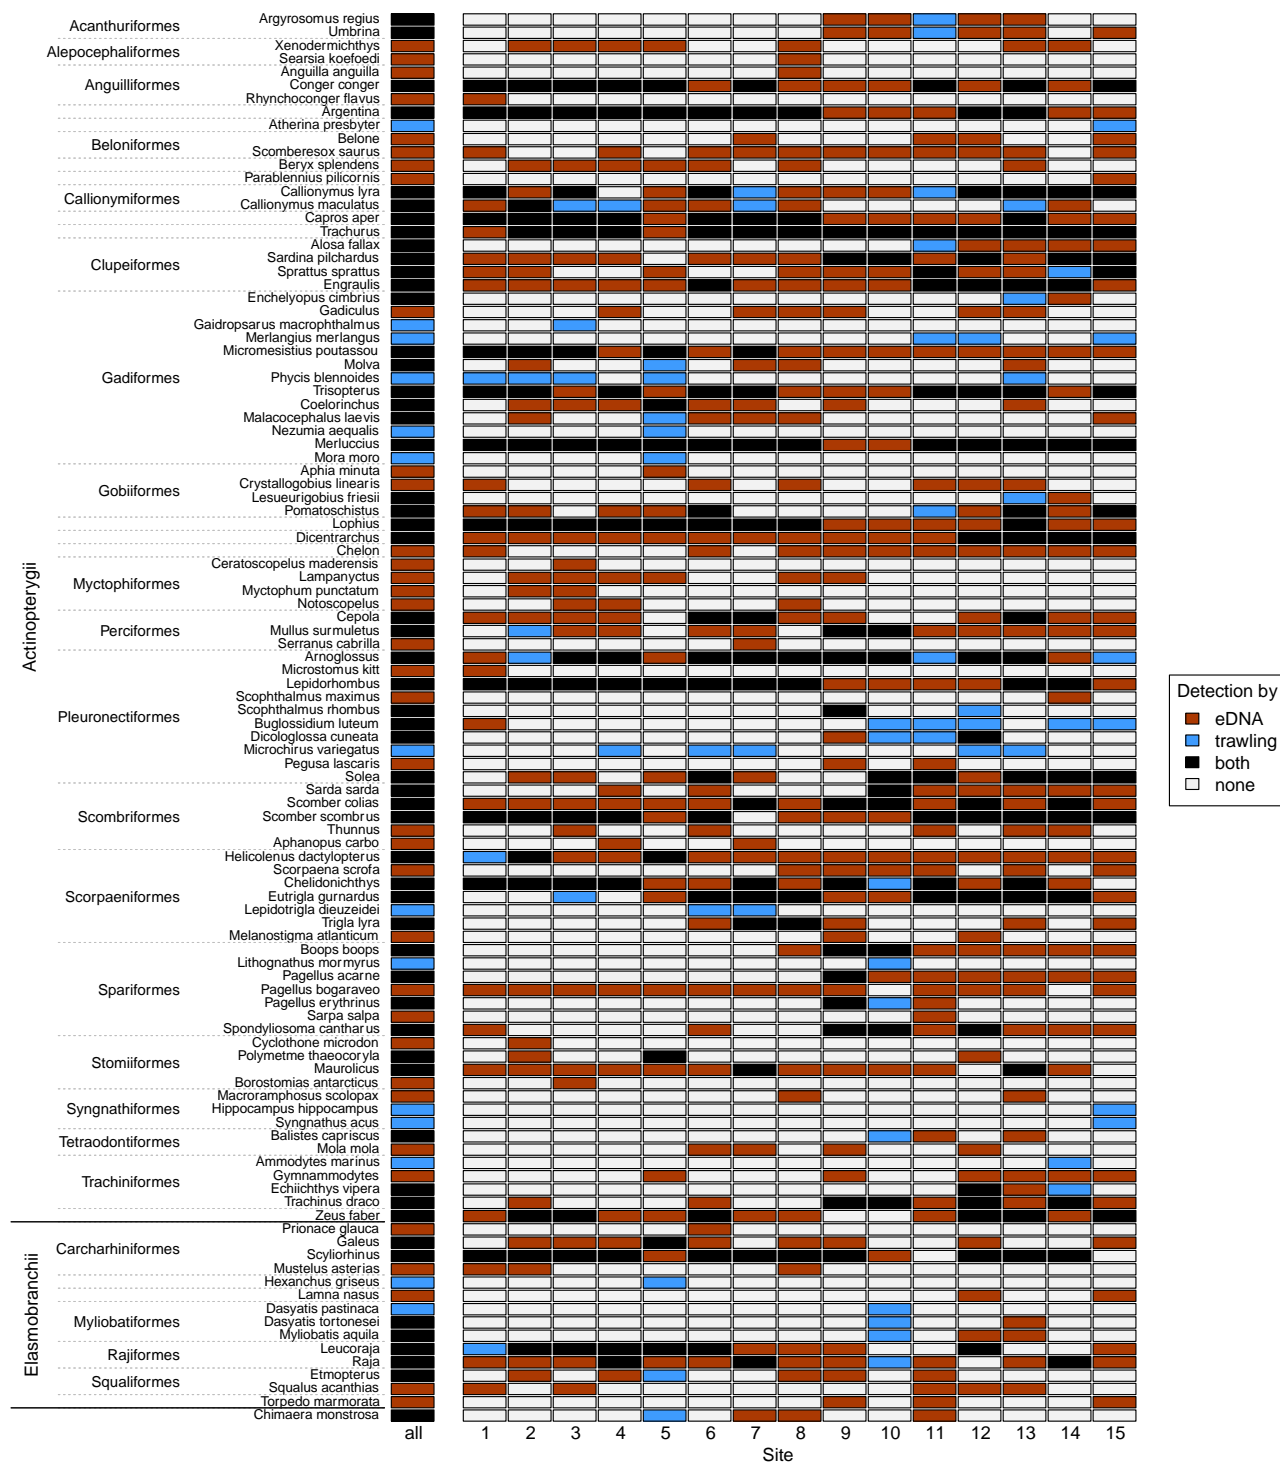 Acanthuriformes
Argyrosomus regius
Umbrina
Alepocephaliformes
Xenodermichthys
Searsia koefoedi
Anguilliformes
Anguilla anguilla
Conger conger
Rhynchoconger flavus
Argentina
Atherina presbyter
Beloniformes
Belone
Scomberesox saurus
Beryx splendens
Parablennius pilicornis
Callionymiformes
Callionymus lyra
Callionymus maculatus
Capros aper
Trachurus
Clupeiformes
Alosa fallax
Sardina pilchardus
Sprattus sprattus
Engraulis
Gadiformes
Enchelyopus cimbrius
Gadiculus
Gaidropsarus macrophthalmus
Merlangius merlangus
Micromesistius poutassou
Molva
Phycis blennoides
Trisopterus
Coelorinchus
Malacocephalus laevis
Nezumia aequalis
Merluccius
Mora moro
Gobiiformes
Aphia minuta
Crystallogobius linearis
Lesueurigobius friesii
Pomatoschistus
Lophius
Dicentrarchus
Chelon
Myctophiformes
Ceratoscopelus maderensis
Lampanyctus
Myctophum punctatum
Notoscopelus
Perciformes
Cepola
Mullus surmuletus
Serranus cabrilla
Pleuronectiformes
Arnoglossus
Microstomus kitt
Lepidorhombus
Scophthalmus maximus
Scophthalmus rhombus
Buglossidium luteum
Dicologlossa cuneata
Microchirus variegatus
Pegusa lascaris
Solea
Scombriformes
Sarda sarda
Scomber colias
Scomber scombrus
Thunnus
Aphanopus carbo
Scorpaeniformes
Helicolenus dactylopterus
Scorpaena scrofa
Chelidonichthys
Eutrigla gurnardus
Lepidotrigla dieuzeidei
Trigla lyra
Melanostigma atlanticum
Spariformes
Boops boops
Lithognathus mormyrus
Pagellus acarne
Pagellus bogaraveo
Pagellus erythrinus
Sarpa salpa
Spondyliosoma cantharus
Stomiiformes
Cyclothone microdon
Polymetme thaeocoryla
Maurolicus
Borostomias antarcticus
Syngnathiformes
Macroramphosus scolopax
Hippocampus hippocampus
Syngnathus acus
Tetraodontiformes
Balistes capriscus
Mola mola
Trachiniformes
Ammodytes marinus
Gymnammodytes
Echiichthys vipera
Trachinus draco
Zeus faber
Actinopterygii
Carcharhiniformes
Prionace glauca
Galeus
Scyliorhinus
Mustelus asterias
Hexanchus griseus
Lamna nasus
Myliobatiformes
Dasyatis pastinaca
Dasyatis tortonesei
Myliobatis aquila
Rajiformes
Leucoraja
Raja
Squaliformes
Etmopterus
Squalus acanthias
Torpedo marmorata
Elasmobranchii
Chimaera monstrosa
all 1 2 3 4 5 6 7 8 9 10 11 12 13 14 15
Site
Detection by
eDNA
trawling
both
none